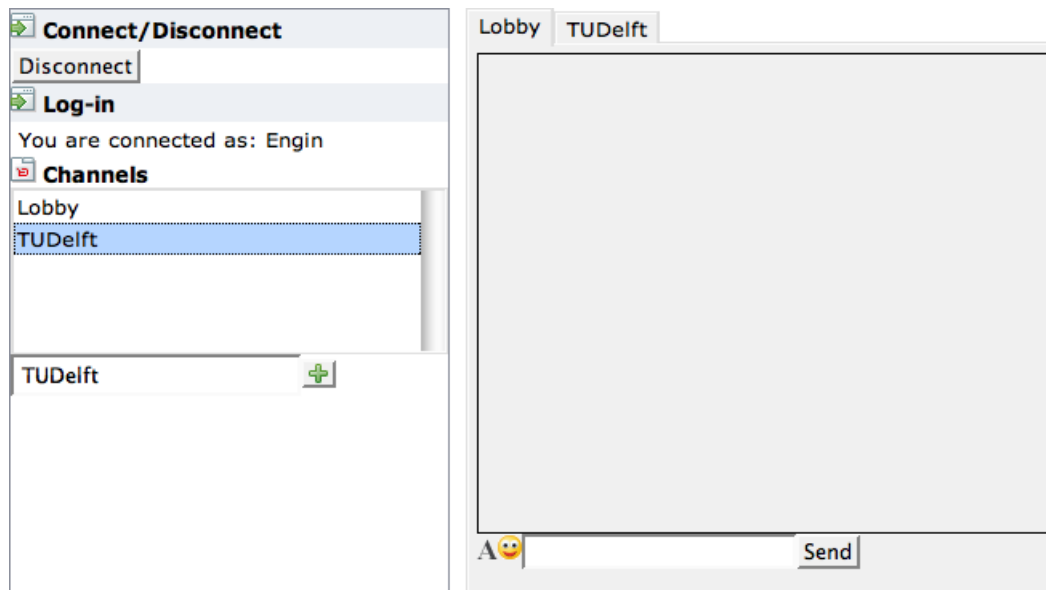 Connect/Disconnect
Disconnect
Log-in
You are connected as: Engin
Channels
Lobby
TUDelft
TUDelft
Lobby TUDelft
A Send